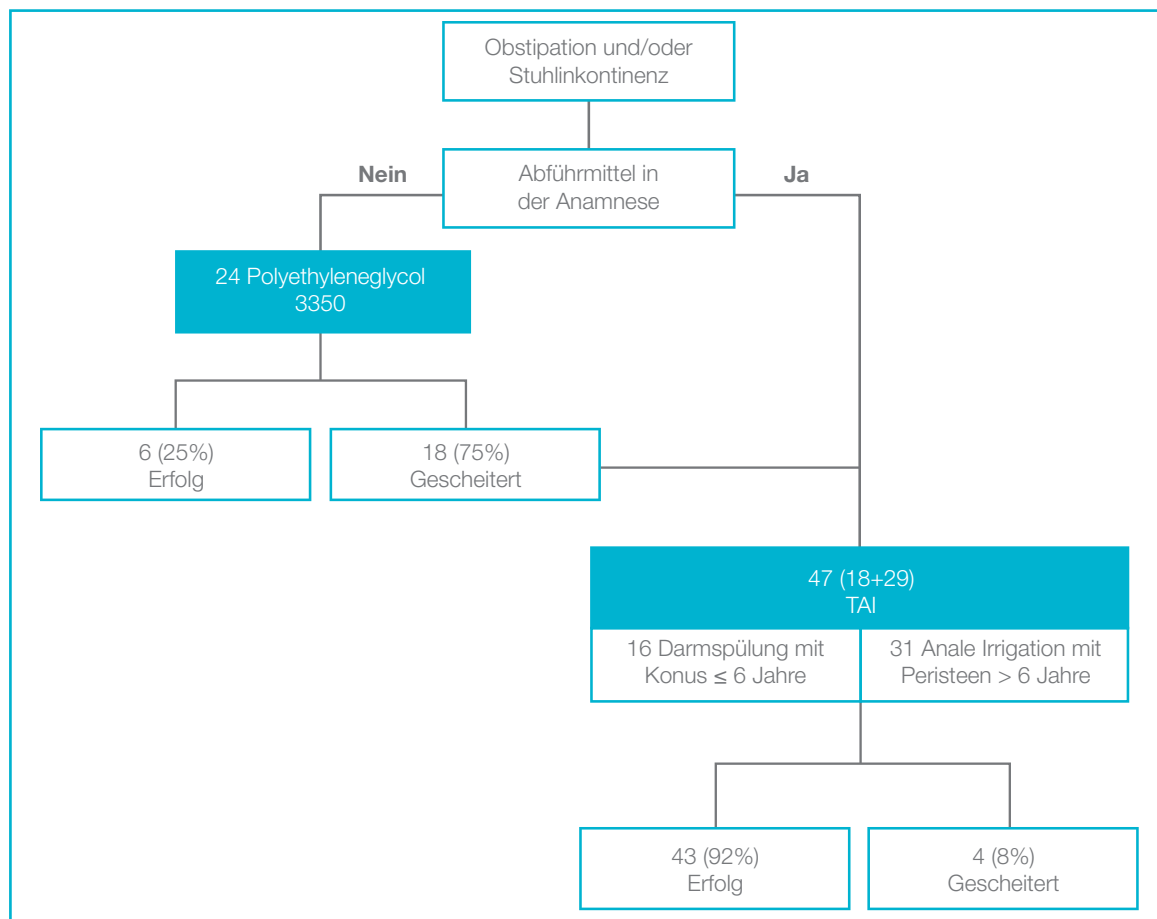 Obstipation und/oder
Stuhlinkontinenz
Nein
Abführmittel in
der Anamnese
Ja
24 Polyethyleneglycol
3350
6 (25%)
Erfolg
18 (75%)
Gescheitert
47 (18+29)
TAI
16 Darmspülung mit
Konus ≤ 6 Jahre
31 Anale Irrigation mit
Peristeen > 6 Jahre
43 (92%)
Erfolg
4 (8%)
Gescheitert